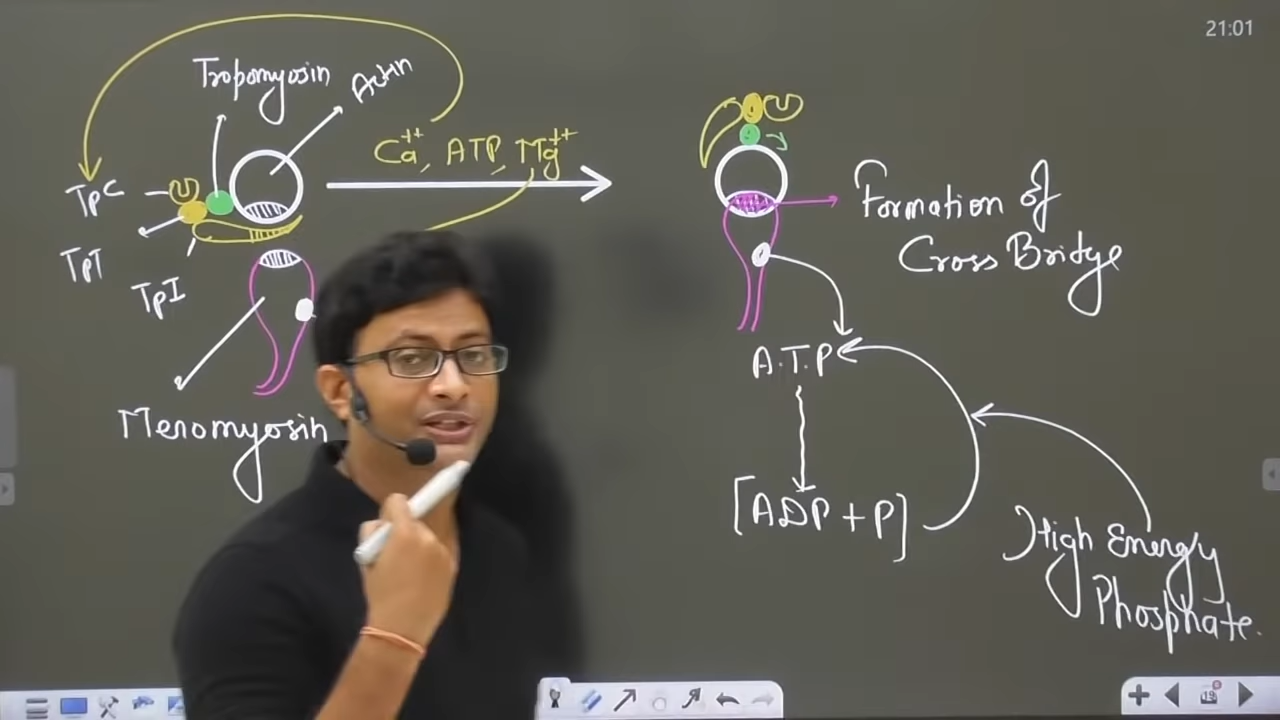 21:01
Tropomyosin
Actin
Ca⁺⁺, ATP, Mg⁺⁺
TpC
TpT
TpI
Meromyosin
Formation of
Cross Bridge
A.T.P
[ADP + P]
High Energy
Phosphate.
19